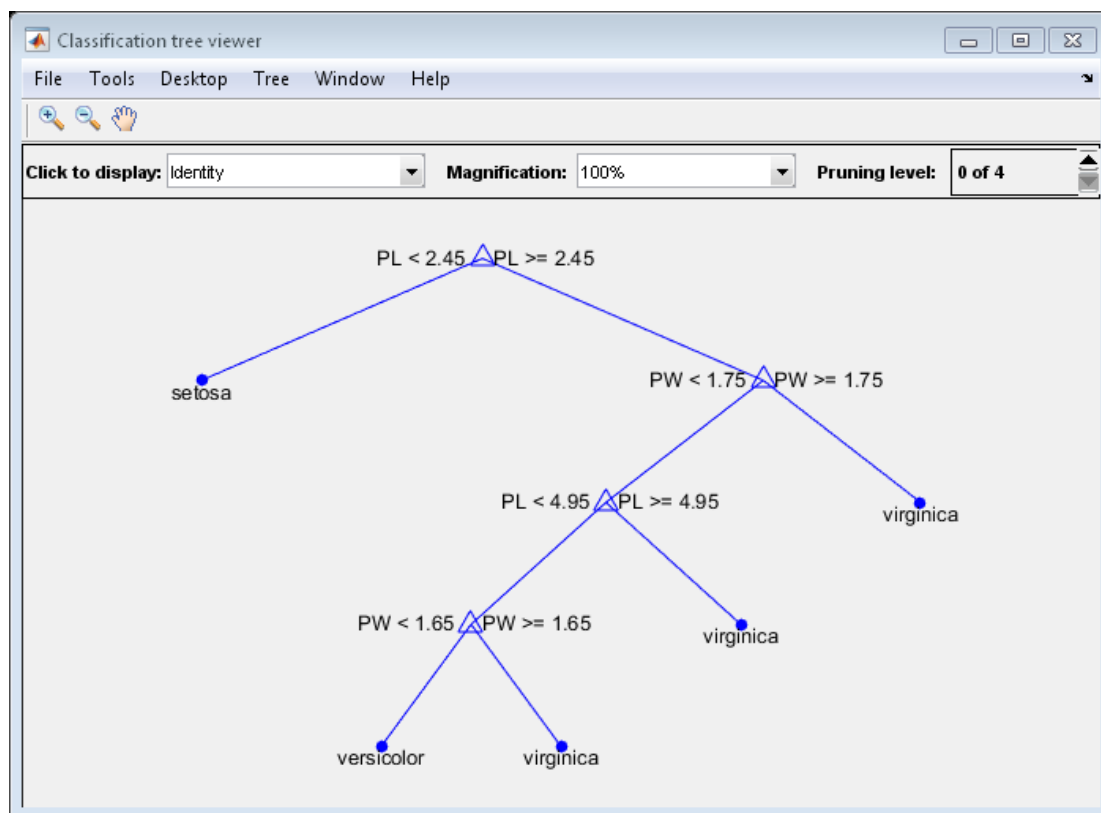 Classification tree viewer
File Tools Desktop Tree Window Help
Click to display: Identity Magnification: 100% Pruning level: 0 of 4
PL < 2.45 PL >= 2.45
setosa
PW < 1.75 PW >= 1.75
PL < 4.95 PL >= 4.95
virginica
PW < 1.65 PW >= 1.65
virginica
versicolor virginica